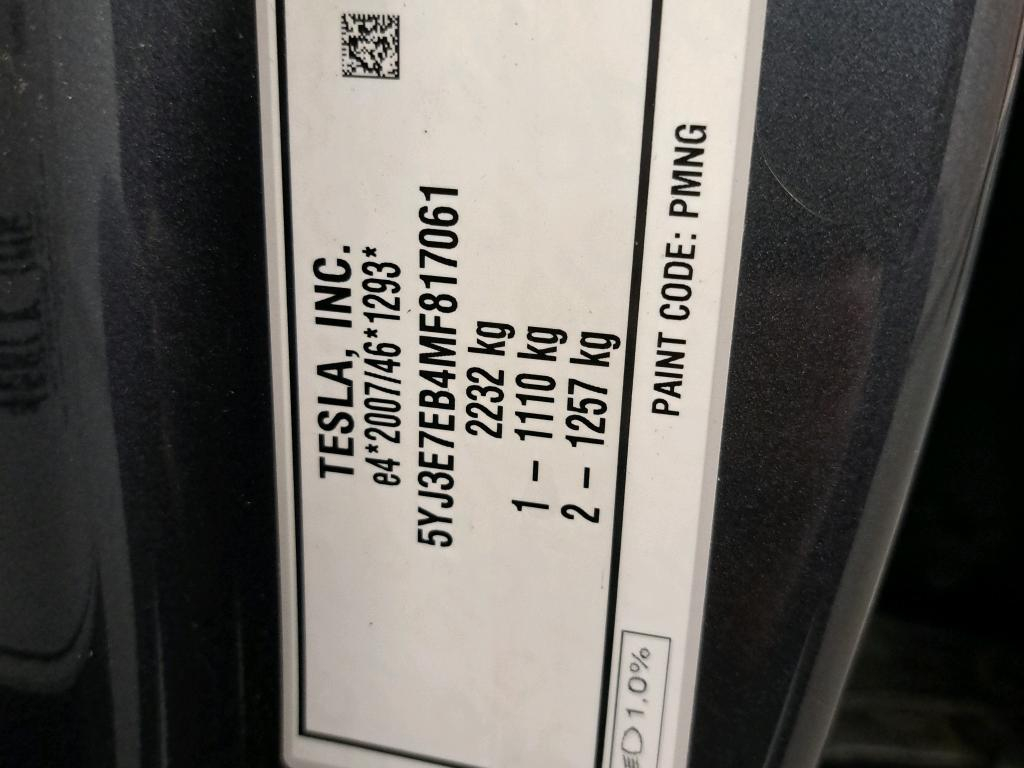 TESLA, INC.
e4*2007/46*1293*
5YJ3E7EB4MF817061
2232 kg
1 – 1110 kg
2 – 1257 kg
1.0%
PAINT CODE: PMNG